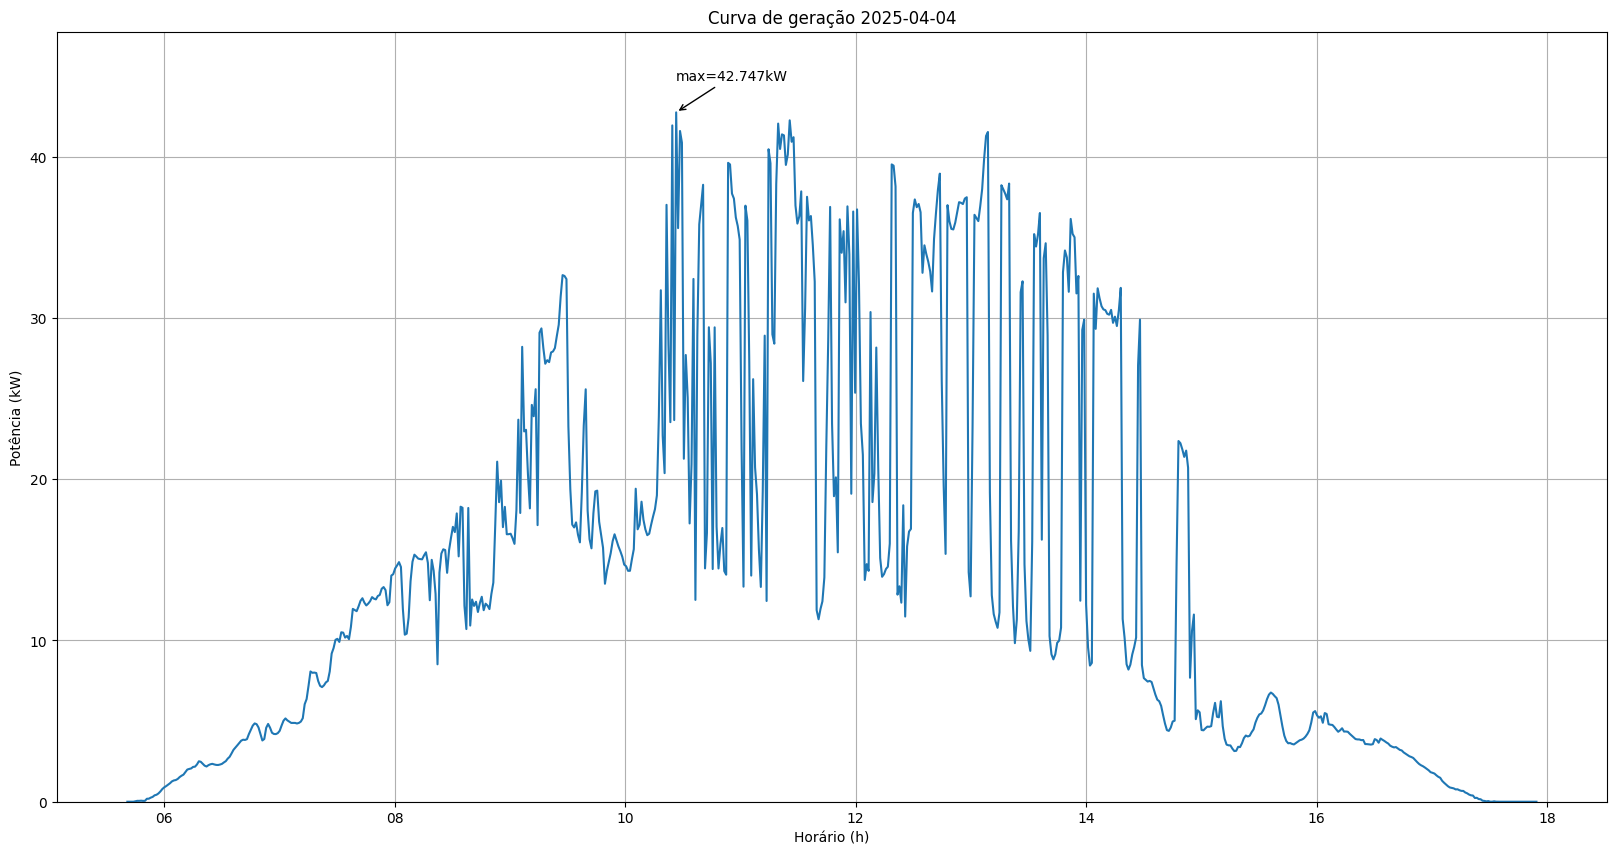 Curva de geração 2025-04-04
max=42.747kW
Potência (kW)
40
30
20
10
0
06 08 10 12 14 16 18
Horário (h)